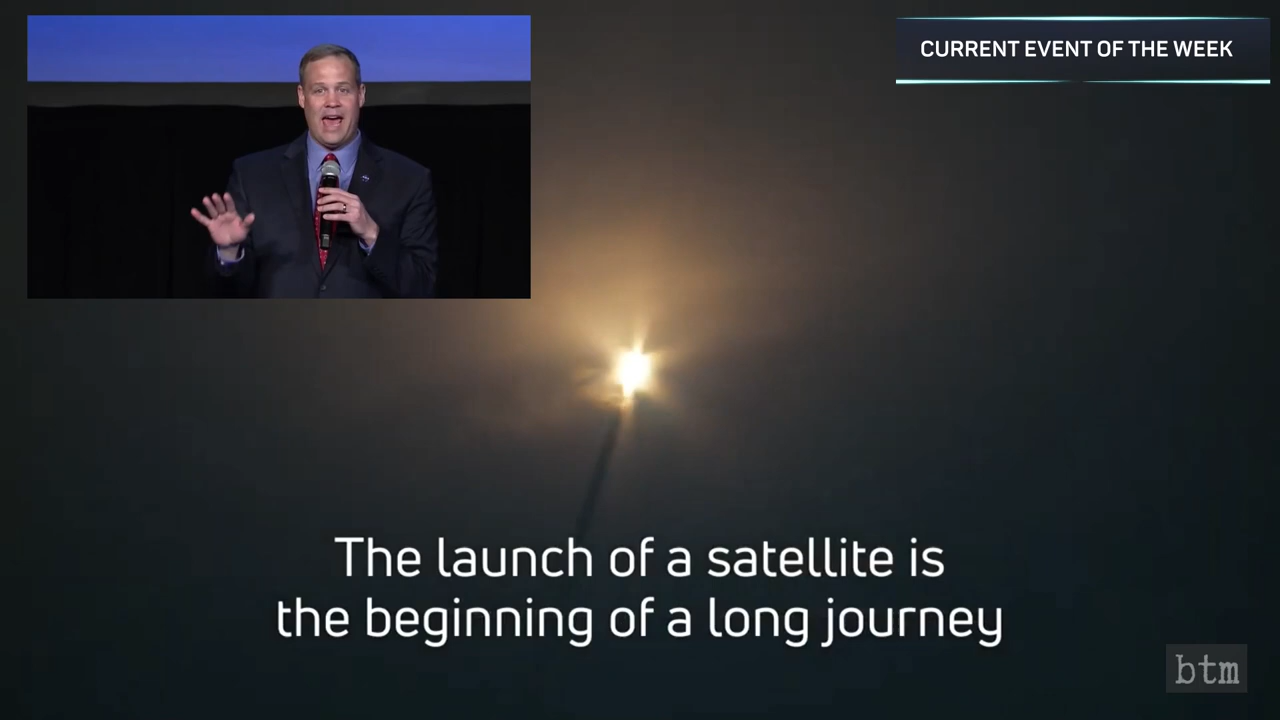 CURRENT EVENT OF THE WEEK
The launch of a satellite is
the beginning of a long journey
btm